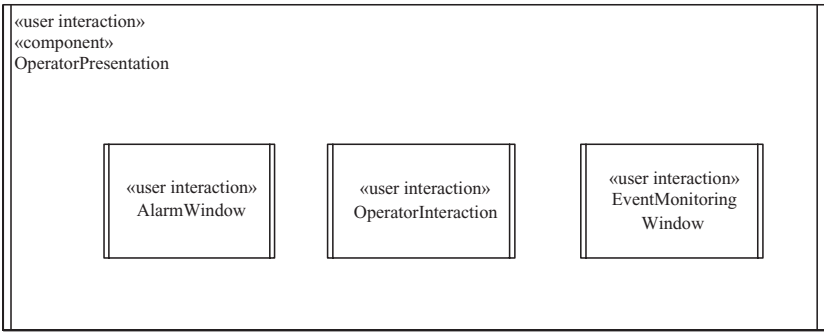 «user interaction»
«component»
OperatorPresentation
«user interaction»
AlarmWindow
«user interaction»
OperatorInteraction
«user interaction»
EventMonitoring
Window